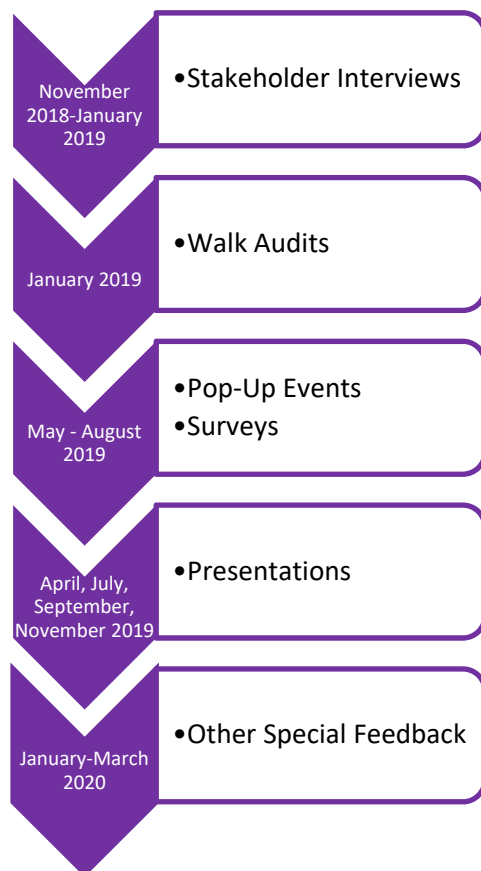 November
2018-January
2019
•Stakeholder Interviews
January 2019
•Walk Audits
May - August
2019
•Pop-Up Events
•Surveys
April, July,
September,
November 2019
•Presentations
January-March
2020
•Other Special Feedback